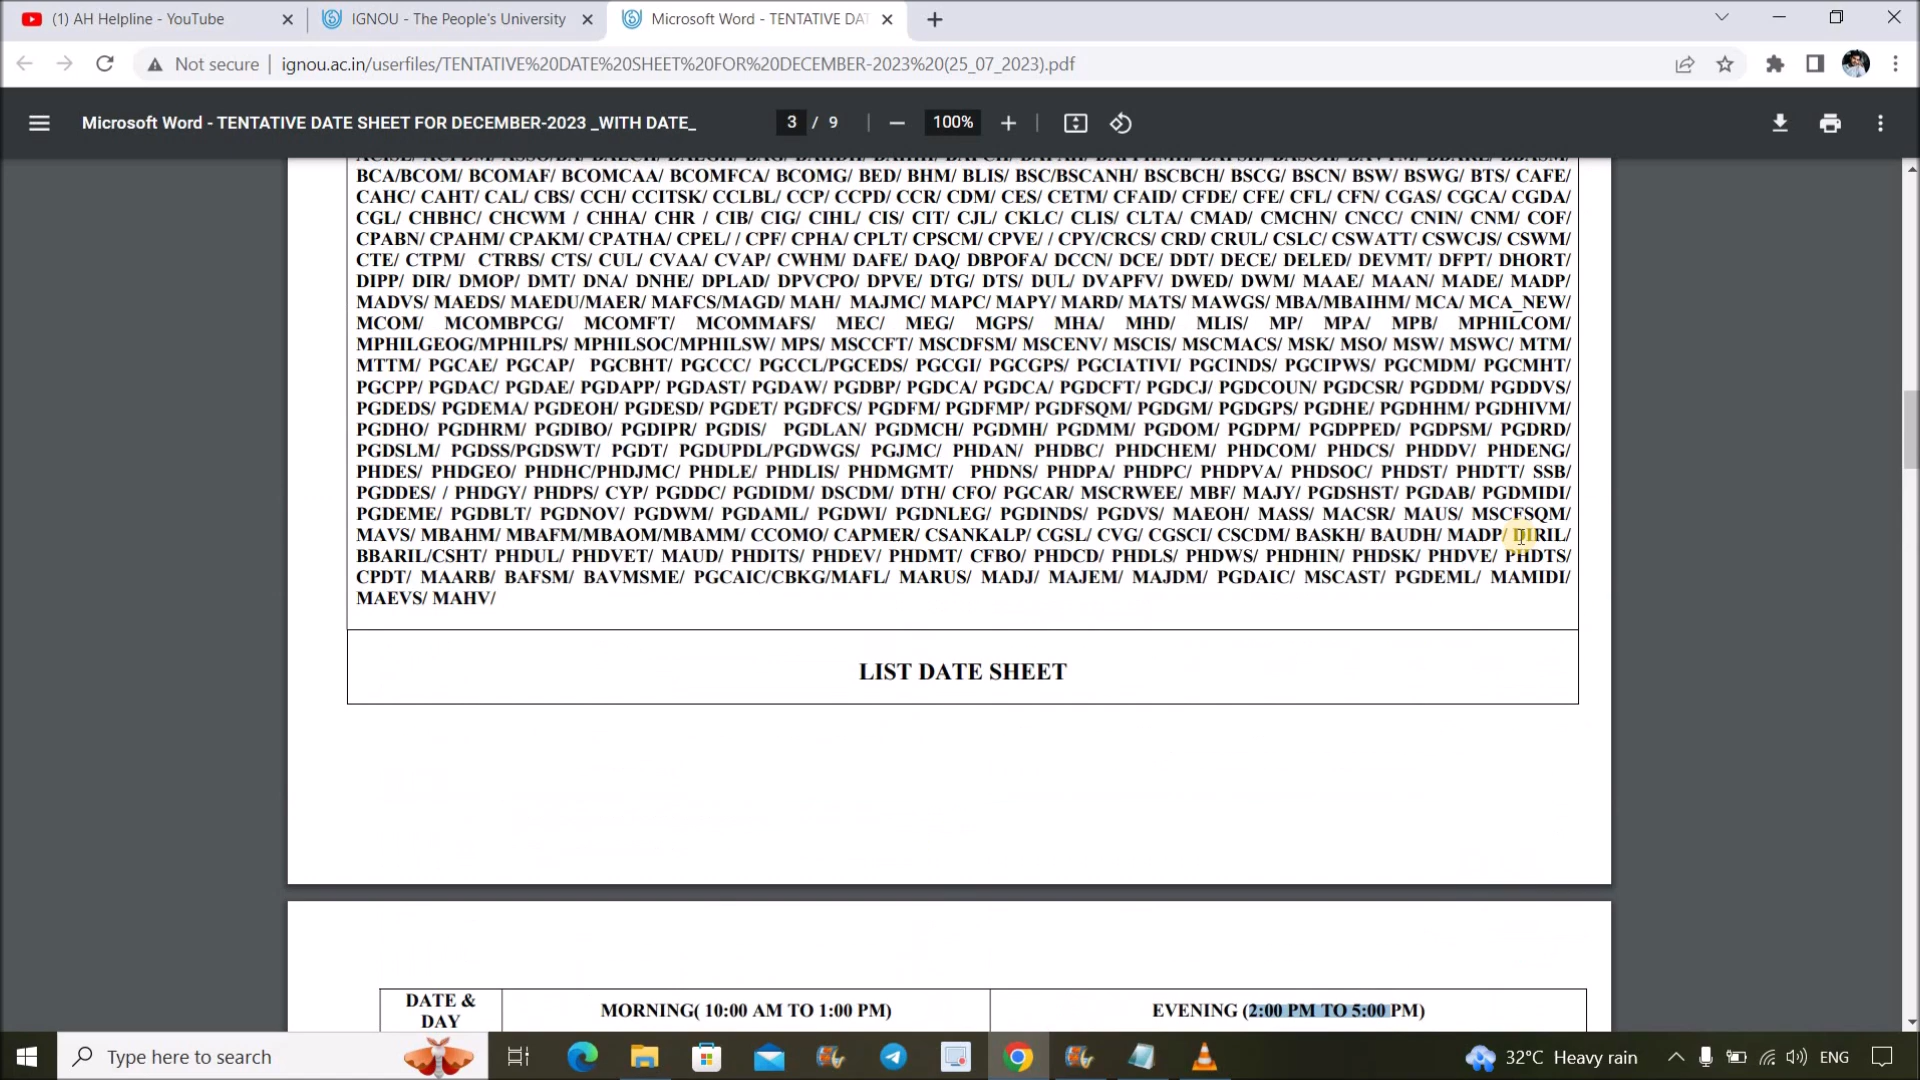 (1) AH Helpline - YouTube
IGNOU - The People's University
Microsoft Word - TENTATIVE DAT
Not secure
ignou.ac.in/userfiles/TENTATIVE%20DATE%20SHEET%20FOR%20DECEMBER-2023%20(25_07_2023).pdf
Microsoft Word - TENTATIVE DATE SHEET FOR DECEMBER-2023 _WITH DATE_
3 / 9
100%
BCA/BCOM/ BCOMAF/ BCOMCAA/ BCOMFCA/ BCOMG/ BED/ BHM/ BLIS/ BSC/BSCANH/ BSCBCH/ BSCG/ BSCN/ BSW/ BSWG/ BTS/ CAFE/
CAHC/ CAHT/ CAL/ CBS/ CCH/ CCITSK/ CCLBL/ CCP/ CCPD/ CCR/ CDM/ CES/ CETM/ CFAID/ CFDE/ CFE/ CFL/ CFN/ CGAS/ CGCA/ CGDA/
CGL/ CHBHC/ CHCWM / CHHA/ CHR / CIB/ CIG/ CIHL/ CIS/ CIT/ CJL/ CKLC/ CLIS/ CLTA/ CMAD/ CMCHN/ CNCC/ CNIN/ CNM/ COF/
CPABN/ CPAHM/ CPAKM/ CPATHA/ CPEL/ / CPF/ CPHA/ CPLT/ CPSCM/ CPVE/ / CPY/CRCS/ CRD/ CRUL/ CSLC/ CSWATT/ CSWCJS/ CSWM/
CTE/ CTPM/ CTRBS/ CTS/ CUL/ CVAA/ CVAP/ CWHM/ DAFE/ DAQ/ DBPOFA/ DCCN/ DCE/ DDT/ DECE/ DELED/ DEVMT/ DFPT/ DHORT/
DIPP/ DIR/ DMOP/ DMT/ DNA/ DNHE/ DPLAD/ DPVCPO/ DPVE/ DTG/ DTS/ DUL/ DVAPFV/ DWED/ DWM/ MAAE/ MAAN/ MADE/ MADP/
MADVS/ MAEDS/ MAEDU/MAER/ MAFCS/MAGD/ MAH/ MAJMC/ MAPC/ MAPY/ MARD/ MATS/ MAWGS/ MBA/MBAIHM/ MCA/ MCA_NEW/
MCOM/ MCOMBPCG/ MCOMFT/ MCOMMAFS/ MEC/ MEG/ MGPS/ MHA/ MHD/ MLIS/ MP/ MPA/ MPB/ MPHILCOM/
MPHILGEOG/MPHILPS/ MPHILSOC/MPHILSW/ MPS/ MSCCFT/ MSCDFSM/ MSCENV/ MSCIS/ MSCMACS/ MSK/ MSO/ MSW/ MSWC/ MTM/
MTTM/ PGCAE/ PGCAP/ PGCBHT/ PGCCC/ PGCCL/PGCEDS/ PGCGI/ PGCGPS/ PGCIATIVI/ PGCINDS/ PGCIPWS/ PGCMDM/ PGCMHT/
PGCPP/ PGDAC/ PGDAE/ PGDAPP/ PGDAST/ PGDAW/ PGDBP/ PGDCA/ PGDCA/ PGDCFT/ PGDCJ/ PGDCOUN/ PGDCSR/ PGDDM/ PGDDVS/
PGDEDS/ PGDEMA/ PGDEOH/ PGDESD/ PGDET/ PGDFCS/ PGDFM/ PGDFMP/ PGDFSQM/ PGDGM/ PGDGPS/ PGDHE/ PGDHHM/ PGDHIVM/
PGDHO/ PGDHRM/ PGDIBO/ PGDIPR/ PGDIS/ PGDLAN/ PGDMCH/ PGDMH/ PGDMM/ PGDOM/ PGDPM/ PGDPPED/ PGDPSM/ PGDRD/
PGDSLM/ PGDSS/PGDSWT/ PGDT/ PGDUPDL/PGDWGS/ PGJMC/ PHDAN/ PHDBC/ PHDCHEM/ PHDCOM/ PHDCS/ PHDDV/ PHDENG/
PHDES/ PHDGEO/ PHDHC/PHDJMC/ PHDLE/ PHDLIS/ PHDMGMT/ PHDNS/ PHDPA/ PHDPC/ PHDPVA/ PHDSOC/ PHDST/ PHDTT/ SSB/
PGDDES/ / PHDGY/ PHDPS/ CYP/ PGDDC/ PGDIDM/ DSCDM/ DTH/ CFO/ PGCAR/ MSCRWEE/ MBF/ MAJY/ PGDSHST/ PGDAB/ PGDMIDI/
PGDEME/ PGDBLT/ PGDNOV/ PGDWM/ PGDAML/ PGDWI/ PGDNLEG/ PGDINDS/ PGDVS/ MAEOH/ MASS/ MACSR/ MAUS/ MSCFSQM/
MAVS/ MBAHM/ MBAFM/MBAOM/MBAMM/ CCOMO/ CAPMER/ CSANKALP/ CVG/ CGSL/ CGSCI/ CSCDM/ BASKH/ BAUDH/ MADP/ DIRIL/
BBARIL/CSHT/ PHDUL/ PHDVET/ MAUD/ PHDITS/ PHDEV/ PHDMT/ CFBO/ PHDCD/ PHDLS/ PHDWS/ PHDHIN/ PHDSK/ PHDVE/ PHDTS/
CPDT/ MAARB/ BAFSM/ BAVMSME/ PGCAIC/CBKG/MAFL/ MARUS/ MADJ/ MAJEM/ MAJDM/ PGDAIC/ MSCAST/ PGDEML/ MAMIDI/
MAEVS/ MAHV/
LIST DATE SHEET
DATE & DAY
MORNING( 10:00 AM TO 1:00 PM)
EVENING (2:00 PM TO 5:00 PM)
Type here to search
32°C Heavy rain
ENG